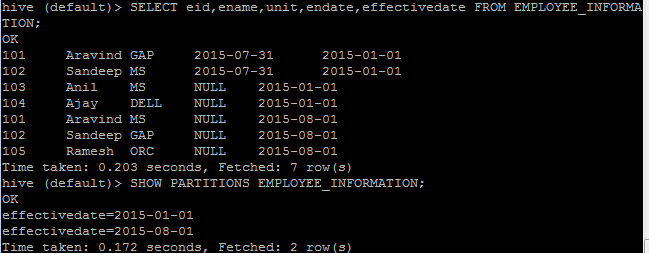 hive (default)> SELECT eid,ename,unit,endate,effectivedate FROM EMPLOYEE_INFORMA
TION;
OK
101 Aravind GAP 2015-07-31 2015-01-01
102 Sandeep MS 2015-07-31 2015-01-01
103 Anil MS NULL 2015-01-01
104 Ajay DELL NULL 2015-01-01
101 Aravind MS NULL 2015-08-01
102 Sandeep GAP NULL 2015-08-01
105 Ramesh ORC NULL 2015-08-01
Time taken: 0.203 seconds, Fetched: 7 row(s)
hive (default)> SHOW PARTITIONS EMPLOYEE_INFORMATION;
OK
effectivedate=2015-01-01
effectivedate=2015-08-01
Time taken: 0.172 seconds, Fetched: 2 row(s)